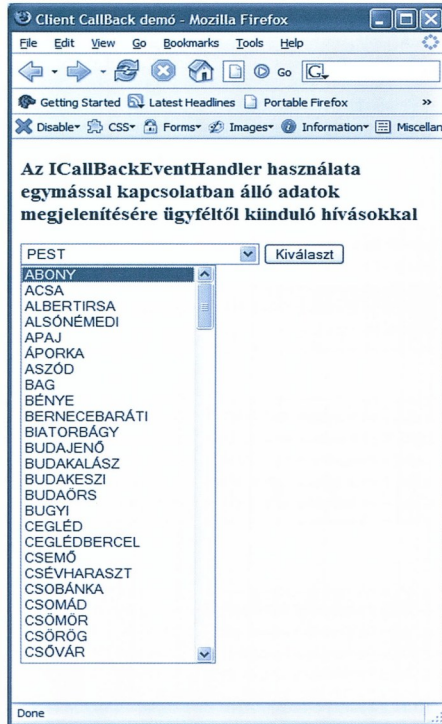 Client CallBack demó - Mozilla Firefox
File Edit View Go Bookmarks Tools Help
Go G
Getting Started Latest Headlines Portable Firefox »
Disable CSS Forms Images Information Miscellan
Az ICallBackEventHandler használata
egymással kapcsolatban álló adatok
megjelenítésére ügyféltől kiinduló hívásokkal
PEST Kiválaszt
ABONY
ACSA
ALBERTIRSA
ALSÓNÉMEDI
APAJ
ÁPORKA
ASZÓD
BAG
BÉNYE
BERNECEBARÁTI
BIATORBÁGY
BUDAJENŐ
BUDAKALÁSZ
BUDAKESZI
BUDAÖRS
BUGYI
CEGLÉD
CEGLÉDBERCEL
CSEMŐ
CSÉVHARASZT
CSOBÁNKA
CSOMÁD
CSÖMÖR
CSÖRÖG
CSŐVÁR
Done